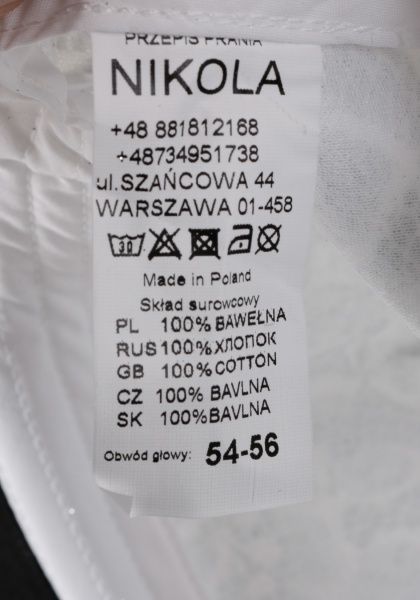 PRZEPIS PRANIA
NIKOLA
+48 881812168
+48734951738
ul.SZAŃCOWA 44
WARSZAWA 01-458
30
Made in Poland
Skład surowcowy
PL 100% BAWEŁNA
RUS 100% ХЛОПОК
GB 100% COTTON
CZ 100% BAVLNA
SK 100% BAVLNA
Obwód głowy: 54-56